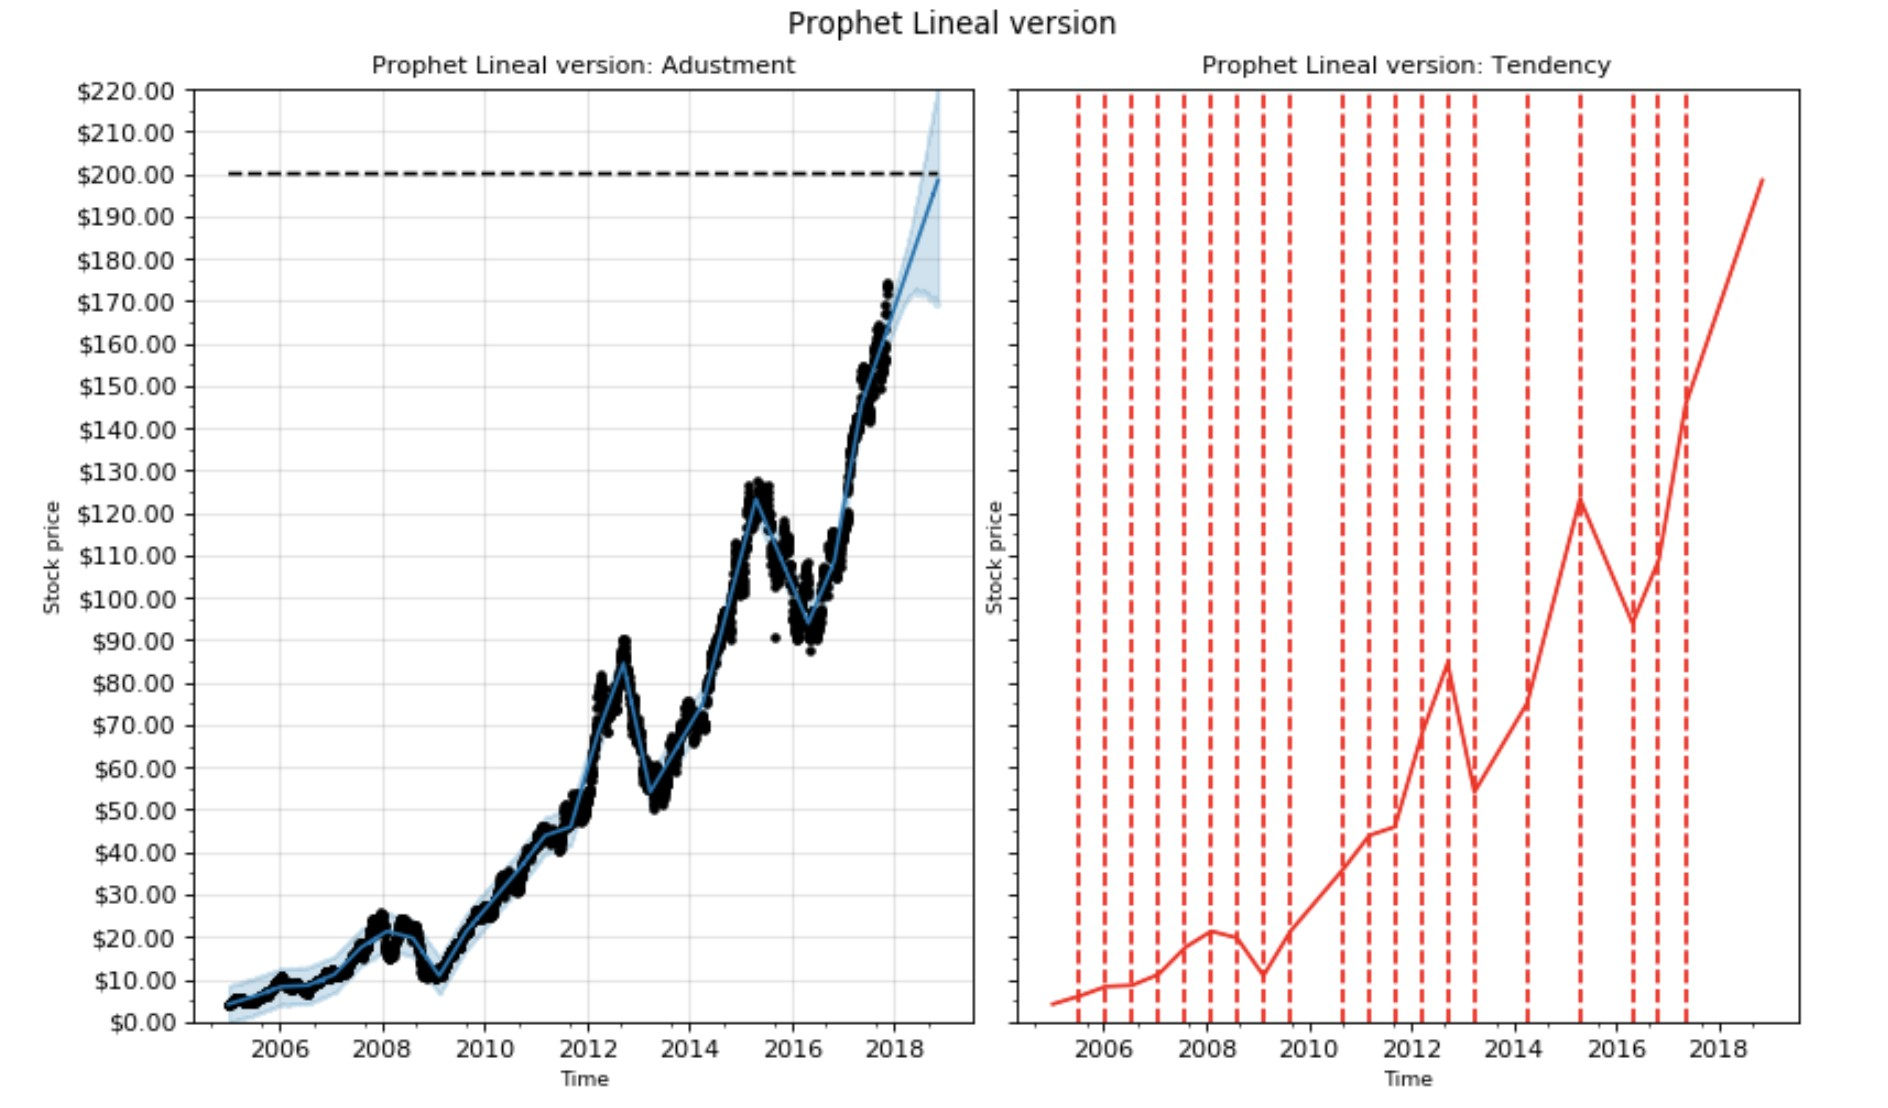 Prophet Lineal version
Prophet Lineal version: Adustment
Prophet Lineal version: Tendency
$220.00
$210.00
$200.00
$190.00
$180.00
$170.00
$160.00
$150.00
$140.00
$130.00
$120.00
$110.00
$100.00
$90.00
$80.00
$70.00
$60.00
$50.00
$40.00
$30.00
$20.00
$10.00
$0.00
Stock price
2006 2008 2010 2012 2014 2016 2018
Time
Stock price
2006 2008 2010 2012 2014 2016 2018
Time